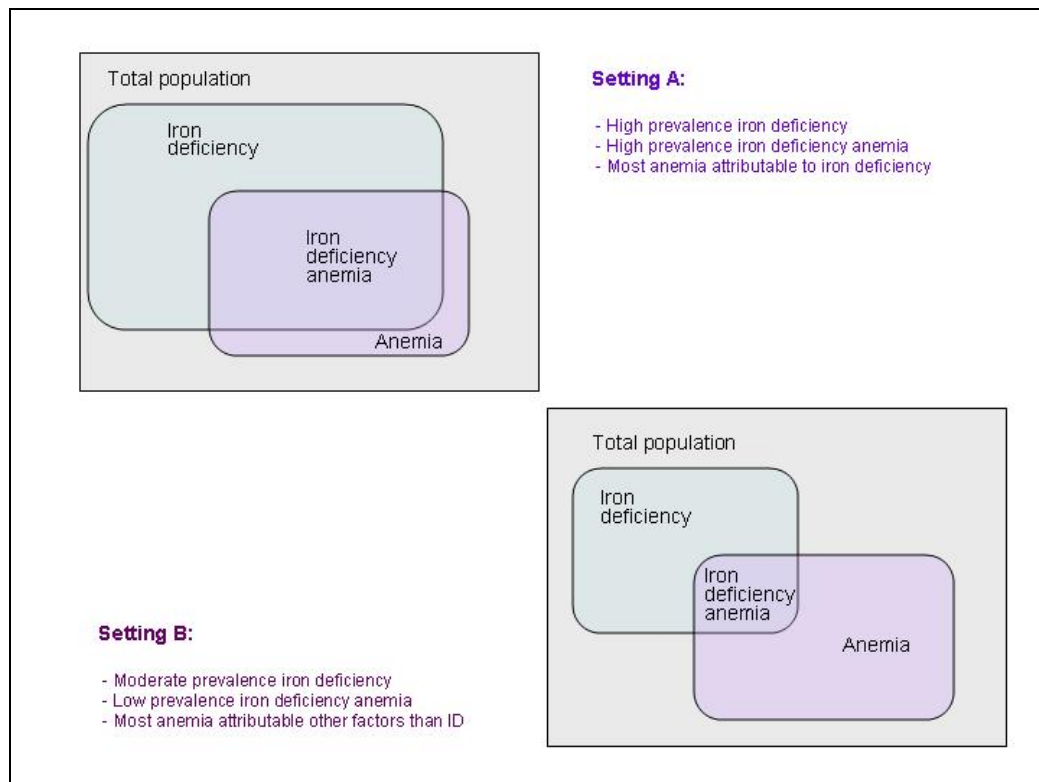 Total population
Iron
deficiency
Iron
deficiency
anemia
Anemia
Setting A:
- High prevalence iron deficiency
- High prevalence iron deficiency anemia
- Most anemia attributable to iron deficiency
Total population
Iron
deficiency
Iron
deficiency
anemia
Anemia
Setting B:
- Moderate prevalence iron deficiency
- Low prevalence iron deficiency anemia
- Most anemia attributable other factors than ID